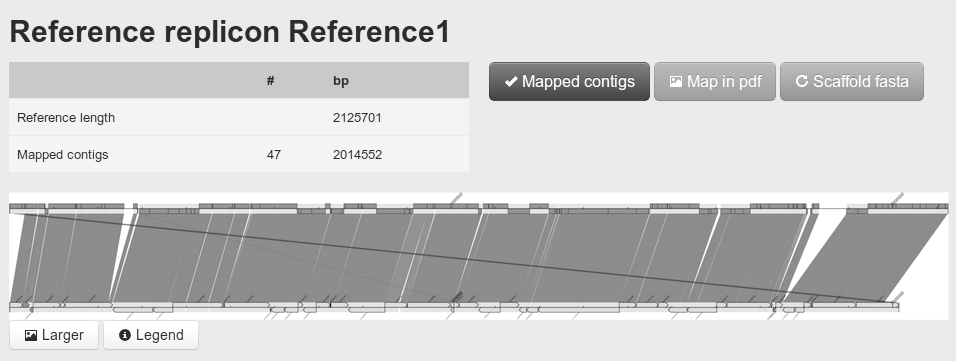 Reference replicon Reference1
# bp
Mapped contigs Map in pdf Scaffold fasta
Reference length 2125701
Mapped contigs 47 2014552
Larger Legend